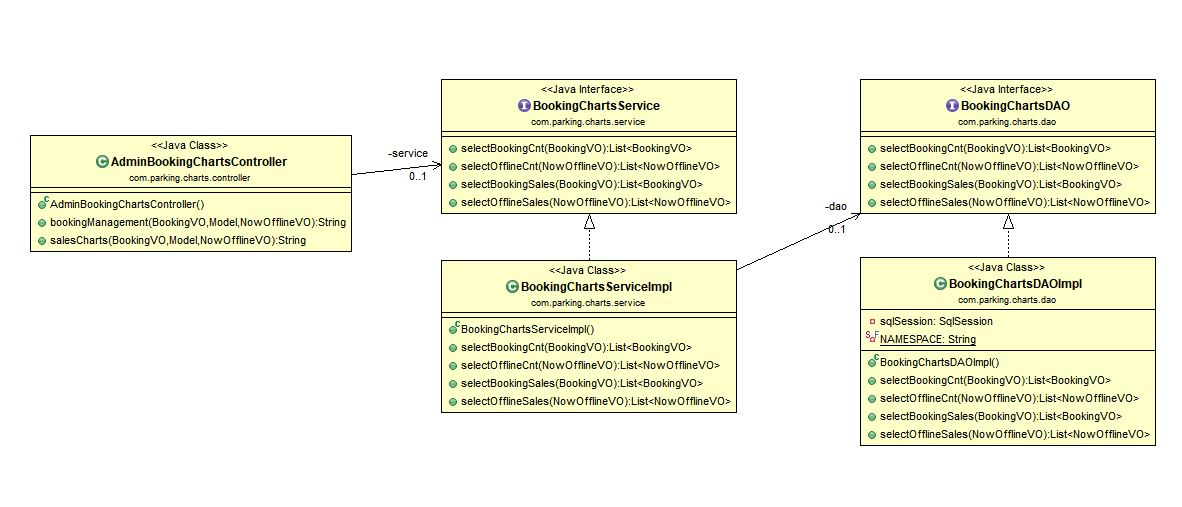 <<Java Class>>
AdminBookingChartsController
com.parking.charts.controller
AdminBookingChartsController()
bookingManagement(BookingVO,Model,NowOfflineVO):String
salesCharts(BookingVO,Model,NowOfflineVO):String
-service
0..1
<<Java Interface>>
BookingChartsService
com.parking.charts.service
selectBookingCnt(BookingVO):List<BookingVO>
selectOfflineCnt(NowOfflineVO):List<NowOfflineVO>
selectBookingSales(BookingVO):List<BookingVO>
selectOfflineSales(NowOfflineVO):List<NowOfflineVO>
<<Java Class>>
BookingChartsServiceImpl
com.parking.charts.service
BookingChartsServiceImpl()
selectBookingCnt(BookingVO):List<BookingVO>
selectOfflineCnt(NowOfflineVO):List<NowOfflineVO>
selectBookingSales(BookingVO):List<BookingVO>
selectOfflineSales(NowOfflineVO):List<NowOfflineVO>
-dao
0..1
<<Java Interface>>
BookingChartsDAO
com.parking.charts.dao
selectBookingCnt(BookingVO):List<BookingVO>
selectOfflineCnt(NowOfflineVO):List<NowOfflineVO>
selectBookingSales(BookingVO):List<BookingVO>
selectOfflineSales(NowOfflineVO):List<NowOfflineVO>
<<Java Class>>
BookingChartsDAOImpl
com.parking.charts.dao
sqlSession: SqlSession
NAMESPACE: String
BookingChartsDAOImpl()
selectBookingCnt(BookingVO):List<BookingVO>
selectOfflineCnt(NowOfflineVO):List<NowOfflineVO>
selectBookingSales(BookingVO):List<BookingVO>
selectOfflineSales(NowOfflineVO):List<NowOfflineVO>